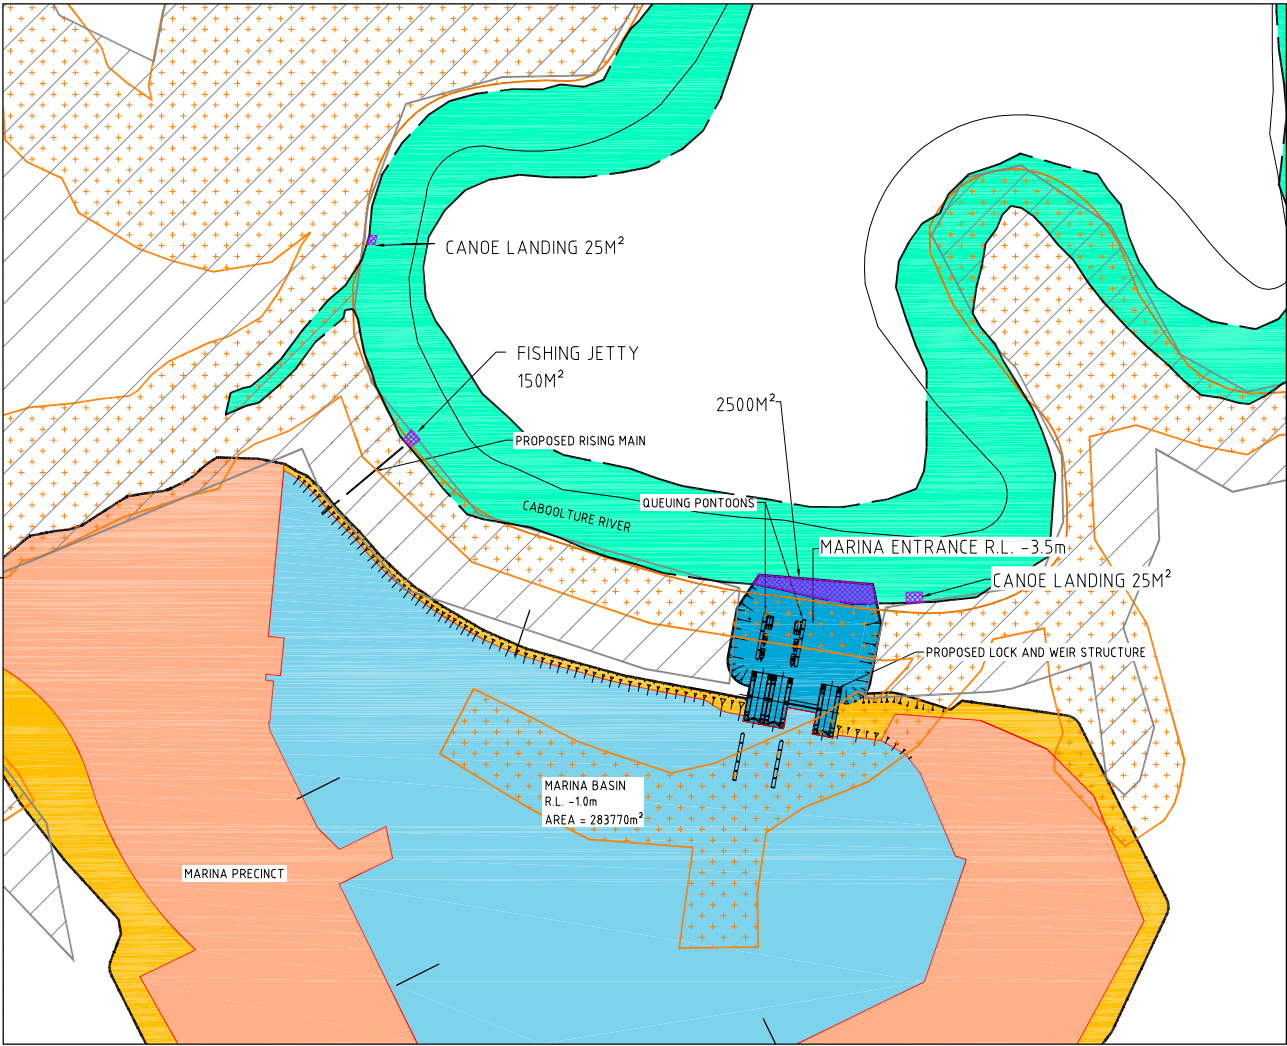 CANOE LANDING 25M²
FISHING JETTY
150M²
2500M²
PROPOSED RISING MAIN
QUEUING PONTOONS
CABOOLTURE RIVER
MARINA ENTRANCE R.L. -3.5m
CANOE LANDING 25M²
PROPOSED LOCK AND WEIR STRUCTURE
MARINA BASIN
R.L. -1.0m
AREA = 283770m²
MARINA PRECINCT